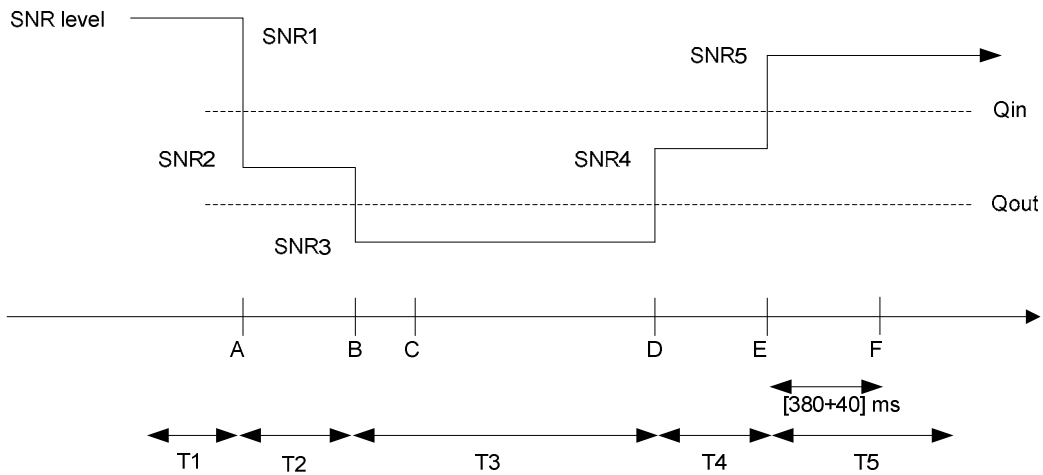 SNR level
SNR1
SNR5
Qin
SNR2
SNR4
Qout
SNR3
A
B
C
D
E
F
[380+40] ms
T1
T2
T3
T4
T5